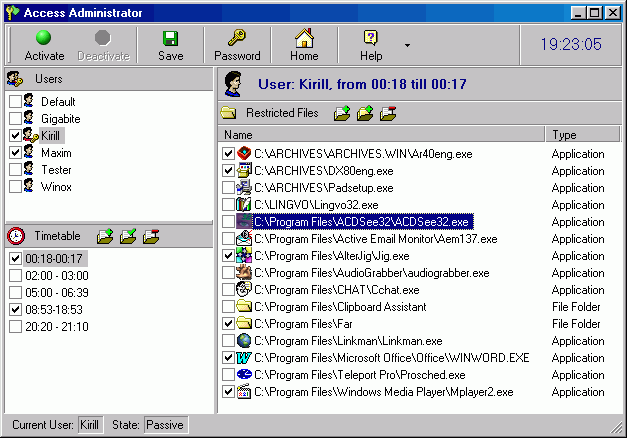 Access Administrator
Activate Deactivate Save Password Home Help 19:23:05
Users
Default
Gigabite
Kirill
Maxim
Tester
Winox
Timetable
00:18-00:17
02:00 - 03:00
05:00 - 06:39
08:53-18:53
20:20 - 21:10
User: Kirill, from 00:18 till 00:17
Restricted Files
Name Type
C:\ARCHIVES\ARCHIVES.WIN\Ar40eng.exe Application
C:\ARCHIVES\DX80eng.exe Application
C:\ARCHIVES\Padsetup.exe Application
C:\LINGVO\Lingvo32.exe Application
C:\Program Files\ACDSee32\ACDSee32.exe Application
C:\Program Files\Active Email Monitor\Aem137.exe Application
C:\Program Files\AlterJig\Jig.exe Application
C:\Program Files\AudioGrabber\audiograbber.exe Application
C:\Program Files\CHAT\Cchat.exe Application
C:\Program Files\Clipboard Assistant File Folder
C:\Program Files\Far File Folder
C:\Program Files\Linkman\Linkman.exe Application
C:\Program Files\Microsoft Office\Office\WINWORD.EXE Application
C:\Program Files\Teleport Pro\Prosched.exe Application
C:\Program Files\Windows Media Player\Mplayer2.exe Application
Current User: Kirill State: Passive